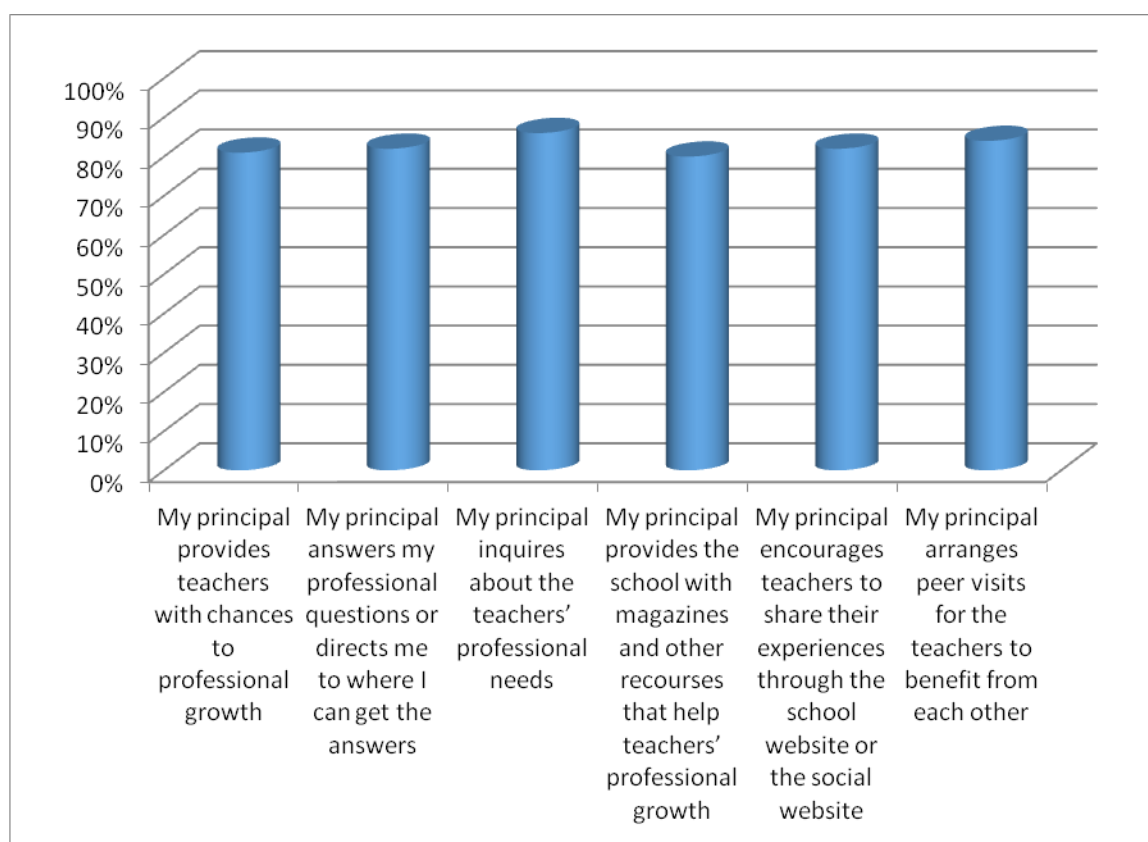 100%
90%
80%
70%
60%
50%
40%
30%
20%
10%
0%
My principal
provides
teachers
with chances
to
professional
growth
My principal
answers my
professional
questions or
directs me
to where I
can get the
answers
My principal
inquires
about the
teachers’
professional
needs
My principal
provides the
school with
magazines
and other
recourses
that help
teachers’
professional
growth
My principal
encourages
teachers to
share their
experiences
through the
school
website or
the social
website
My principal
arranges
peer visits
for the
teachers to
benefit from
each other